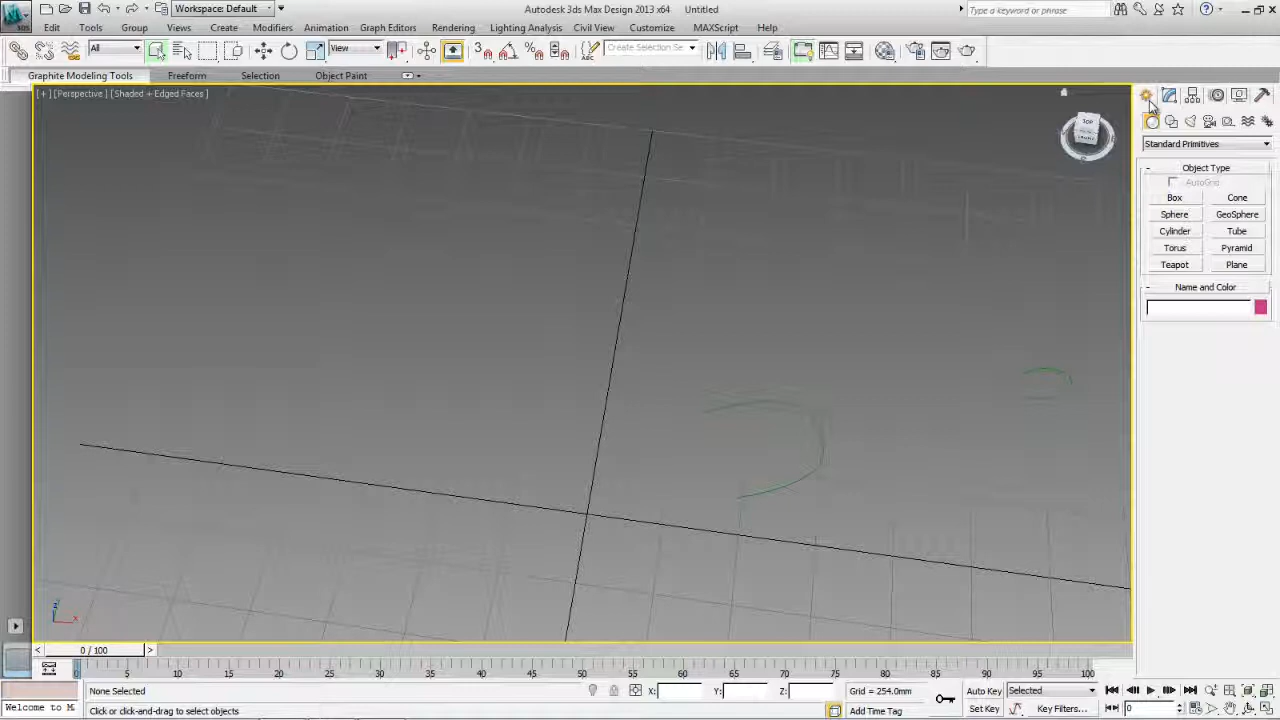 Workspace: Default
Autodesk 3ds Max Design 2013 x64 Untitled
Type a keyword or phrase
Edit Tools Group Views Create Modifiers Animation Graph Editors Rendering Lighting Analysis Civil View Customize MAXScript Help
All View Create Selection Se
Graphite Modeling Tools Freeform Selection Object Paint
[ + ] [Perspective ] [Shaded + Edged Faces ]
TOP
Standard Primitives
Object Type
AutoGrid
Box Cone
Sphere GeoSphere
Cylinder Tube
Torus Pyramid
Teapot Plane
Name and Color
z
x
0 / 100
0 5 10 15 20 25 30 35 40 45 50 55 60 65 70 75 80 85 90 95 100
None Selected X: Y: Z: Grid = 254.0mm Auto Key Selected
Welcome to M Click or click-and-drag to select objects Add Time Tag Set Key Key Filters... 0